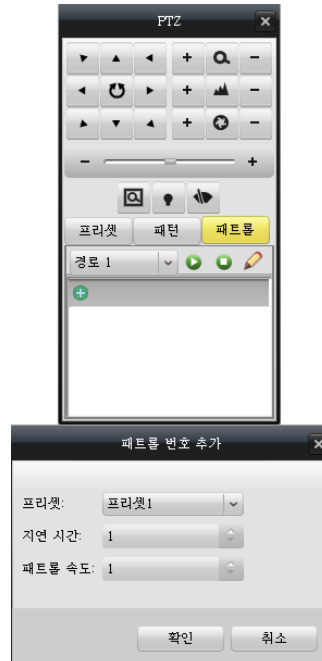 PTZ
프리셋 패턴 패트롤
경로 1
패트롤 번호 추가
프리셋: 프리셋1
지연 시간: 1
패트롤 속도: 1
확인 취소